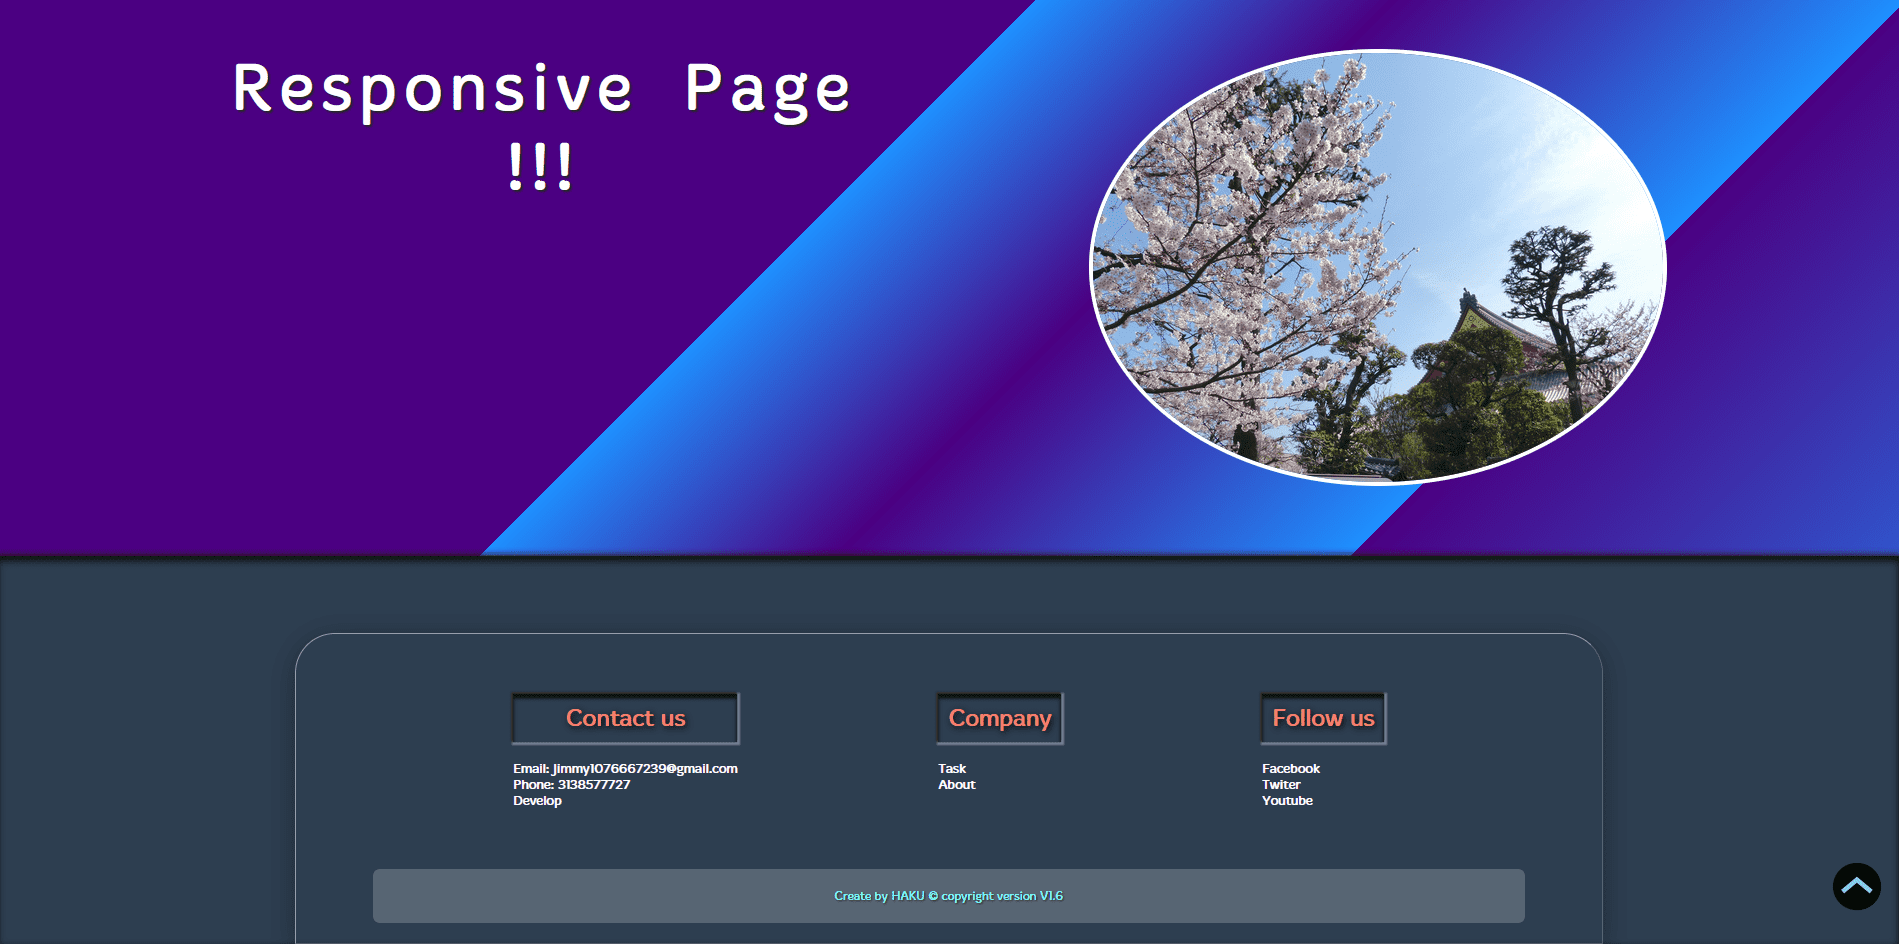 Responsive Page
!!!
Contact us
Email: Jimmy1076667239@gmail.com
Phone: 3138577727
Develop
Company
Task
About
Follow us
Facebook
Twiter
Youtube
Create by HAKU © copyright version V1.6